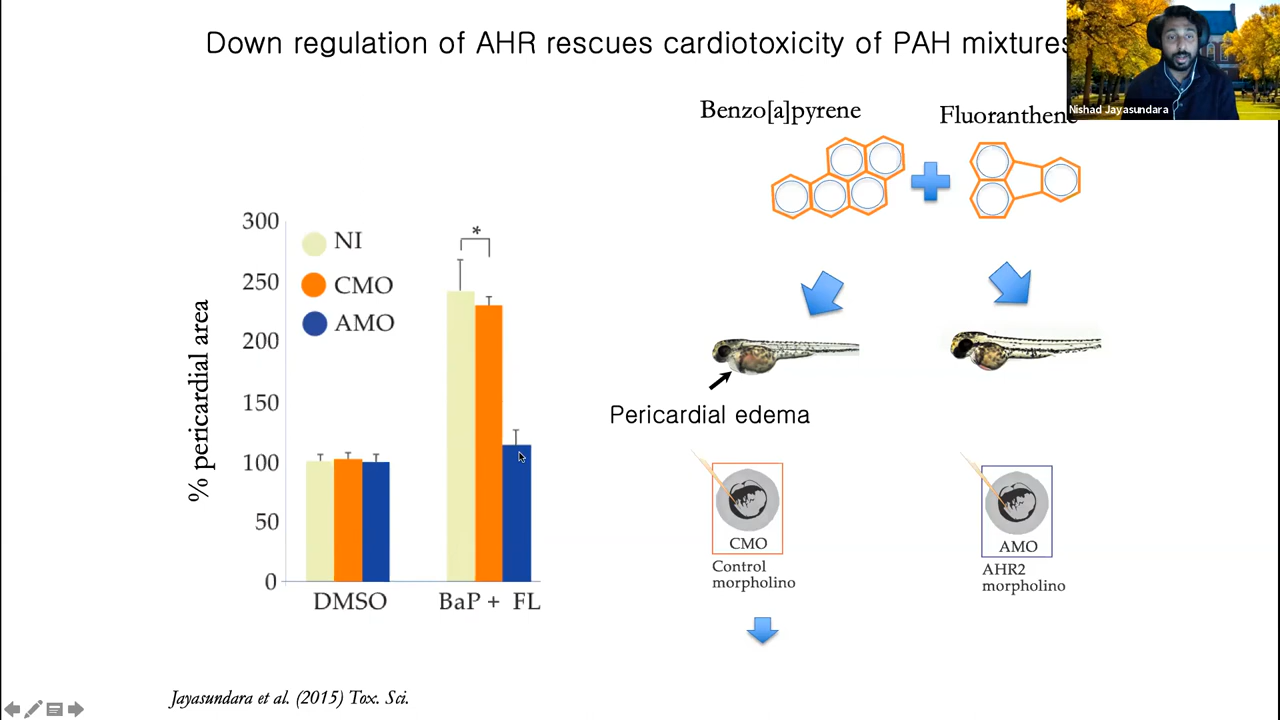 Down regulation of AHR rescues cardiotoxicity of PAH mixtures
Nishad Jayasundara
Benzo[a]pyrene
Fluoranthene
% pericardial area
300
250
200
150
100
50
0
NI
CMO
AMO
*
DMSO
BaP + FL
Pericardial edema
CMO
Control
morpholino
AMO
AHR2
morpholino
Jayasundara et al. (2015) Tox. Sci.